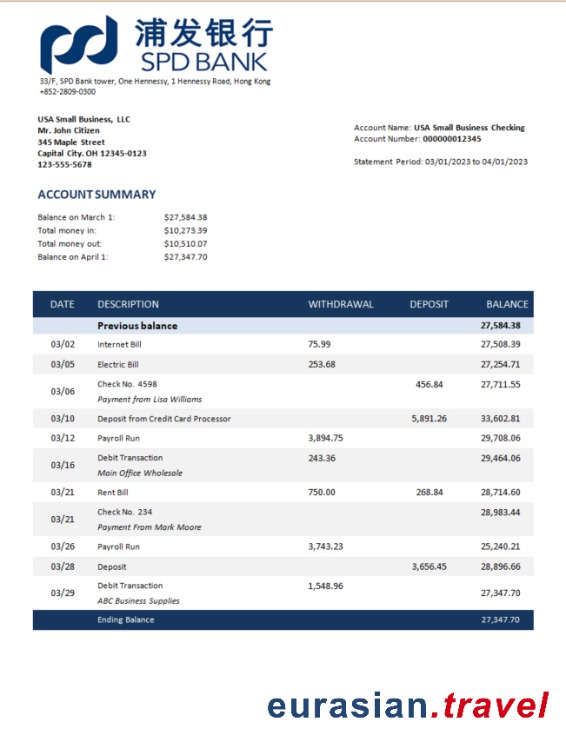 浦发银行
SPD BANK
33/F, SPD Bank tower, One Hennessy, 1 Hennessy Road, Hong Kong
+852-2809-0300
USA Small Business, LLC
Mr. John Citizen
345 Maple Street
Capital City. OH 12345-0123
123-555-5678
Account Name: USA Small Business Checking
Account Number: 000000012345
Statement Period: 03/01/2023 to 04/01/2023
ACCOUNT SUMMARY
Balance on March 1: $27,584.38
Total money in: $10,273.39
Total money out: $10,510.07
Balance on April 1: $27,347.70
DATE DESCRIPTION WITHDRAWAL DEPOSIT BALANCE
Previous balance 27,584.38
03/02 Internet Bill 75.99 27,508.39
03/05 Electric Bill 253.68 27,254.71
03/06 Check No. 4598 456.84 27,711.55
Payment from Lisa Williams
03/10 Deposit from Credit Card Processor 5,891.26 33,602.81
03/12 Payroll Run 3,894.75 29,708.06
03/16 Debit Transaction 243.36 29,464.06
Main Office Wholesale
03/21 Rent Bill 750.00 268.84 28,714.60
03/21 Check No. 234 28,983.44
Payment From Mark Moore
03/26 Payroll Run 3,743.23 25,240.21
03/28 Deposit 3,656.45 28,896.66
03/29 Debit Transaction 1,548.96 27,347.70
ABC Business Supplies
Ending Balance 27,347.70
eurasian.travel